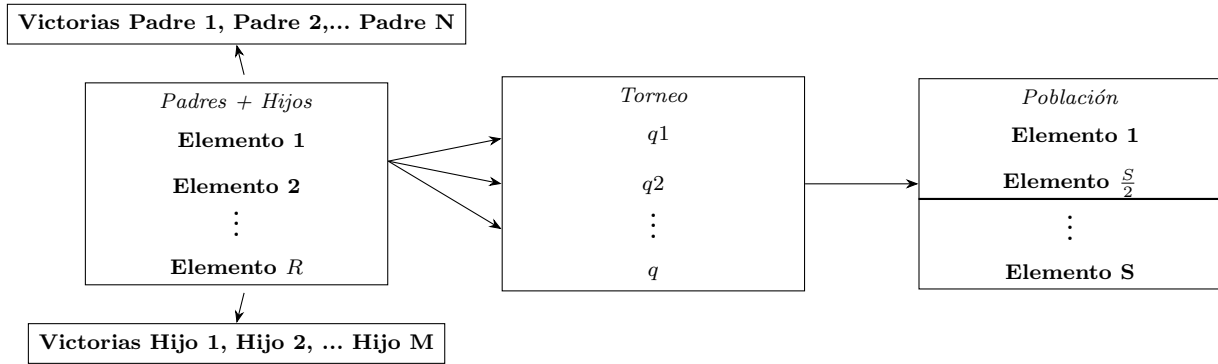 Victorias Padre 1, Padre 2,... Padre N
Padres + Hijos
Elemento 1
Elemento 2
⋮
Elemento R
Victorias Hijo 1, Hijo 2, ... Hijo M
Torneo
q1
q2
⋮
q
Población
Elemento 1
Elemento S/2
⋮
Elemento S